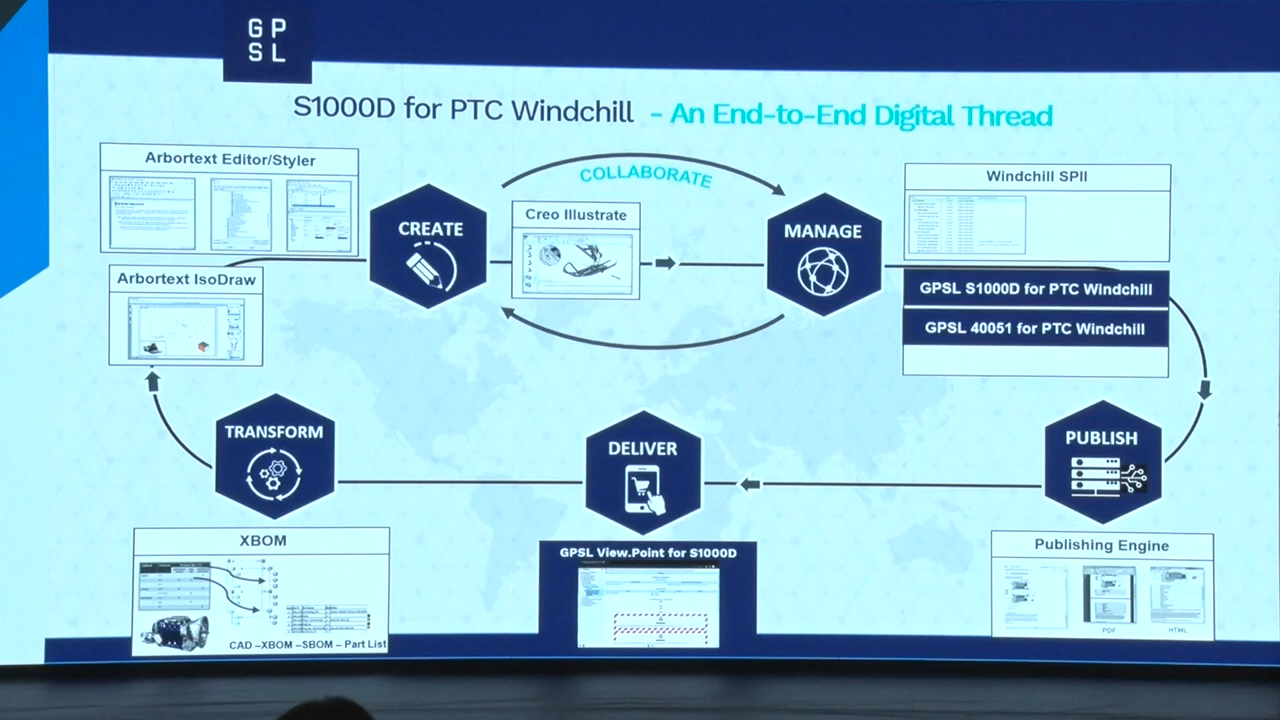 GP
SL
S1000D for PTC Windchill - An End-to-End Digital Thread
Arbortext Editor/Styler
COLLABORATE
Windchill SPII
CREATE
Creo Illustrate
MANAGE
Arbortext IsoDraw
GPSL S1000D for PTC Windchill
GPSL 40051 for PTC Windchill
TRANSFORM
DELIVER
PUBLISH
XBOM
GPSL View.Point for S1000D
Publishing Engine
PDF
HTML
CAD –XBOM –SBOM – Part List